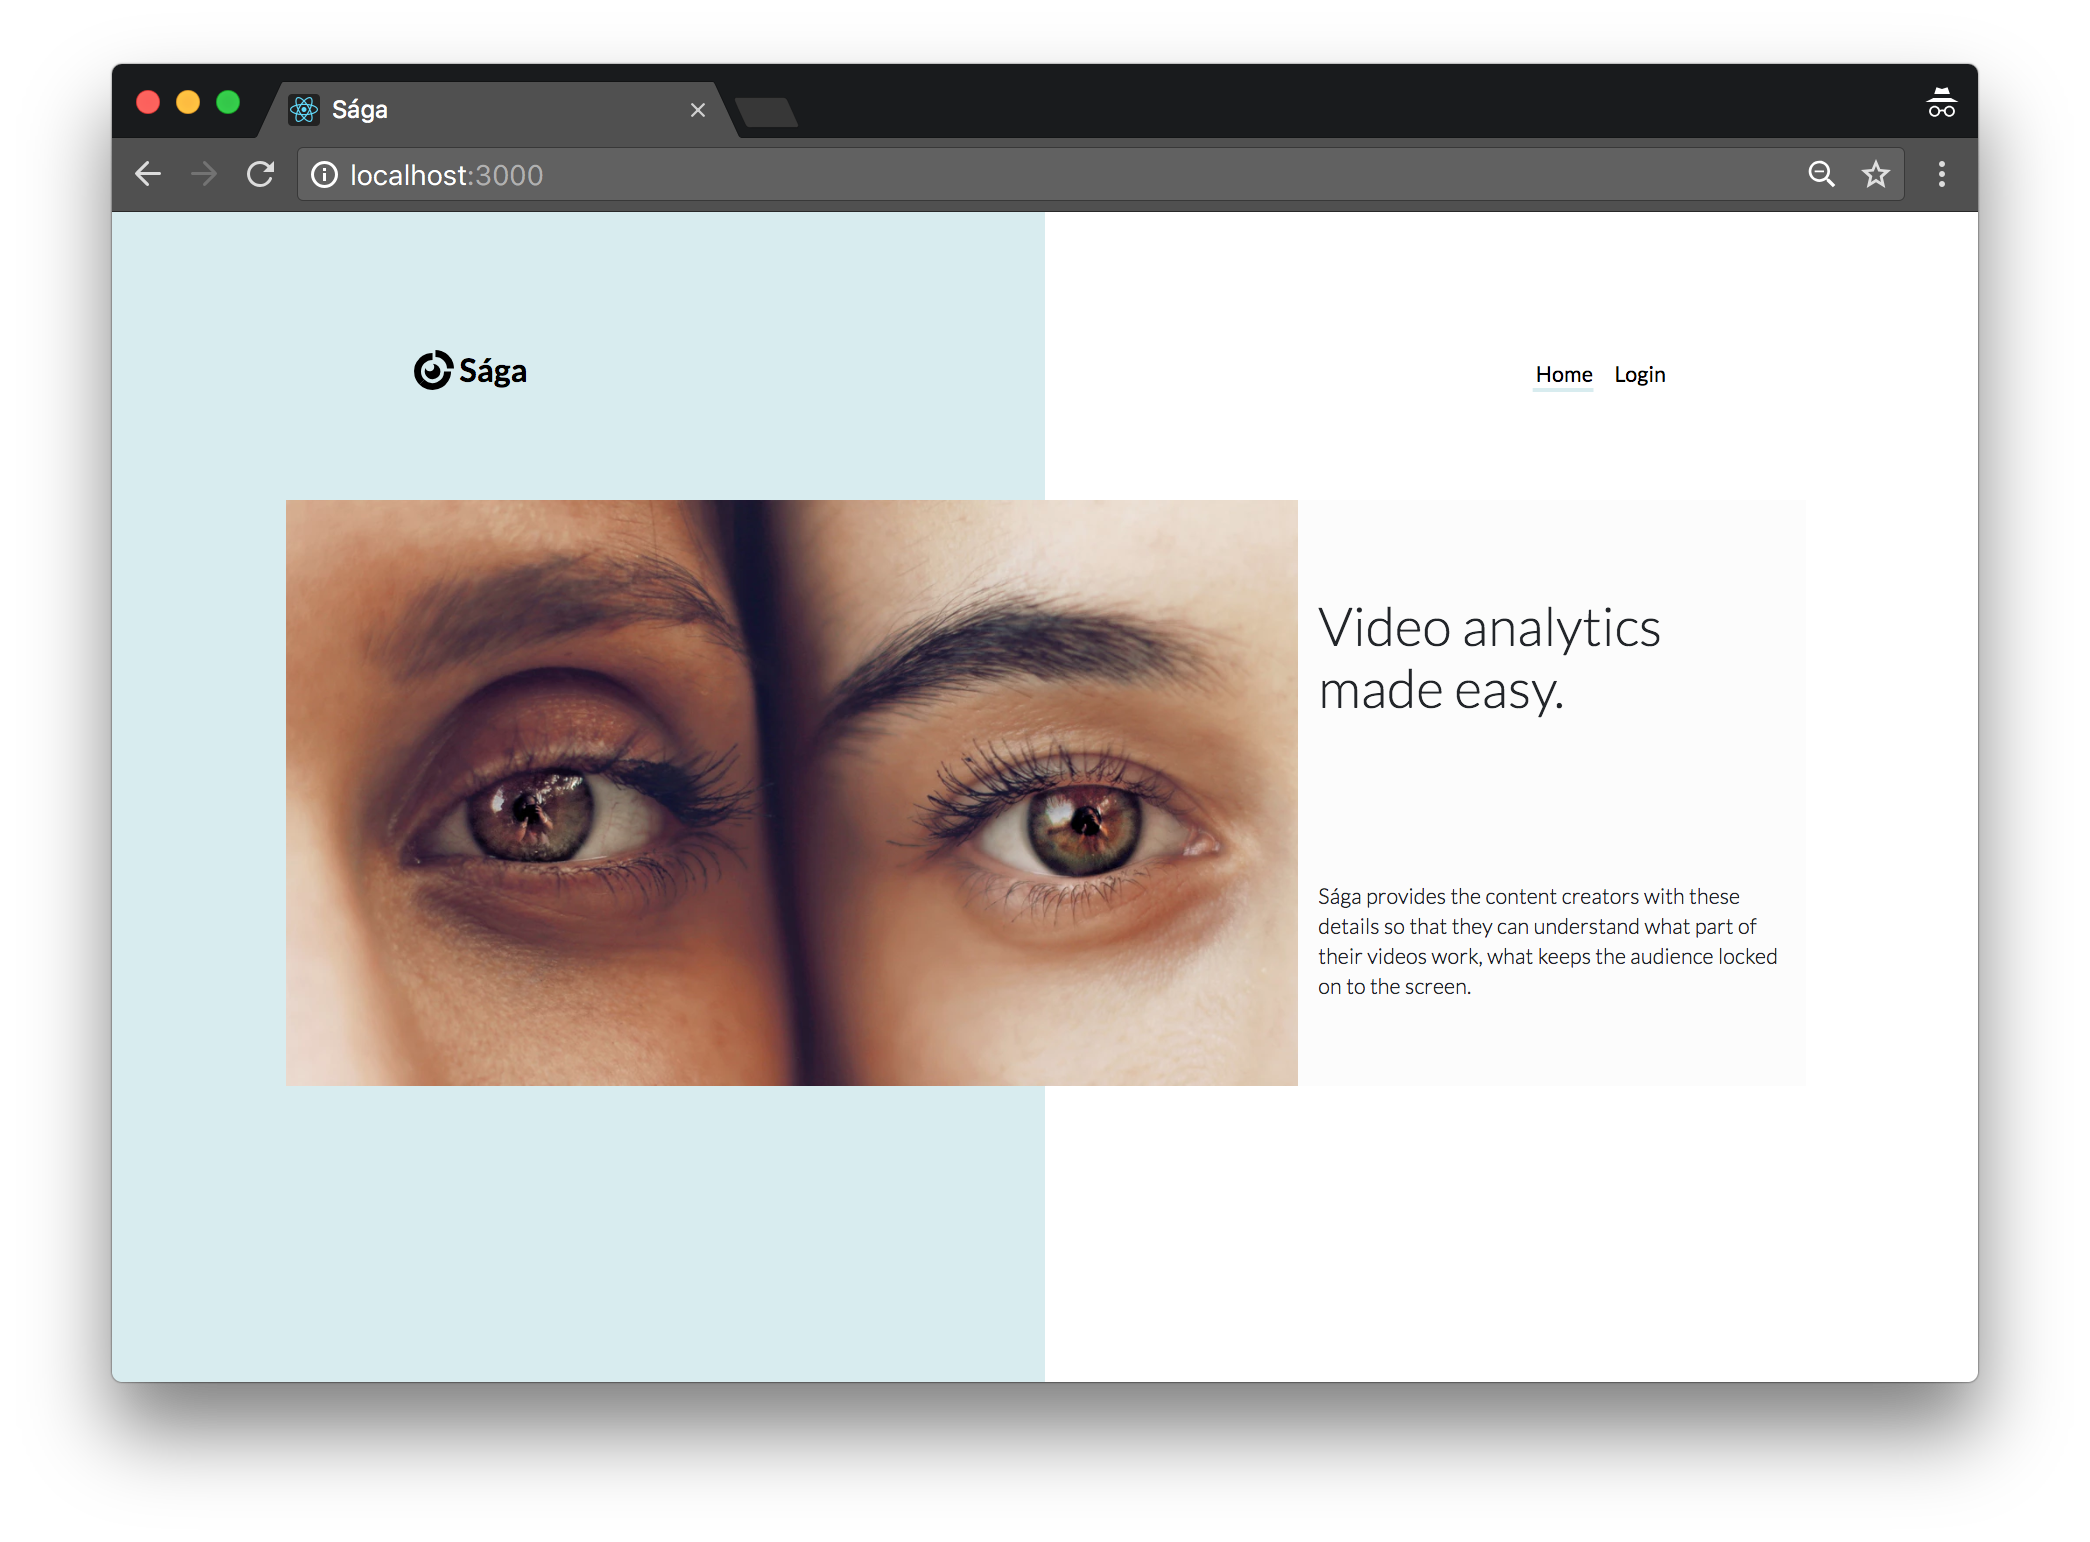 Sága
localhost:3000
Sága
Home Login
Video analytics
made easy.
Sága provides the content creators with these
details so that they can understand what part of
their videos work, what keeps the audience locked
on to the screen.